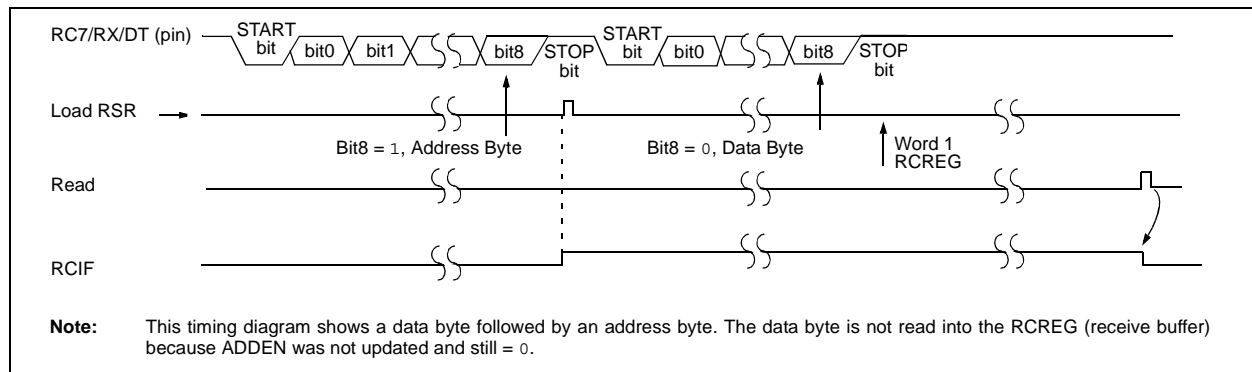 RC7/RX/DT (pin)
START
bit
bit0
bit1
bit8
STOP
bit
START
bit
bit0
bit8
STOP
bit
Load RSR
Bit8 = 1, Address Byte
Bit8 = 0, Data Byte
Word 1
RCREG
Read
RCIF
Note: This timing diagram shows a data byte followed by an address byte. The data byte is not read into the RCREG (receive buffer)
because ADDEN was not updated and still = 0.